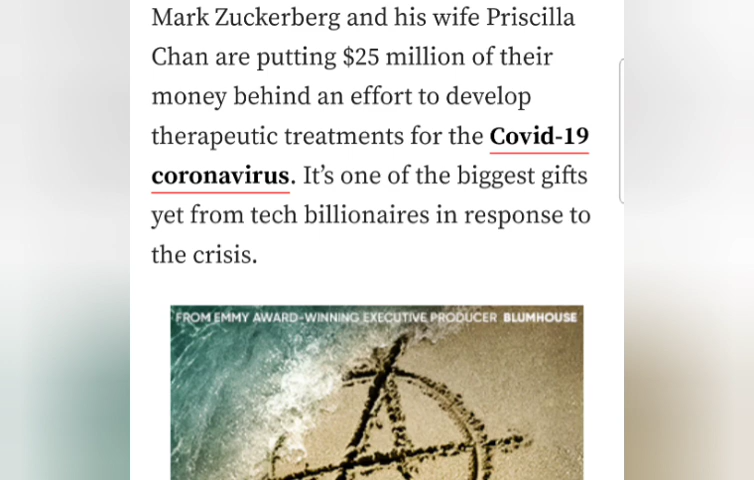 Mark Zuckerberg and his wife Priscilla
Chan are putting $25 million of their
money behind an effort to develop
therapeutic treatments for the Covid-19
coronavirus. It’s one of the biggest gifts
yet from tech billionaires in response to
the crisis.
FROM EMMY AWARD-WINNING EXECUTIVE PRODUCER BLUMHOUSE